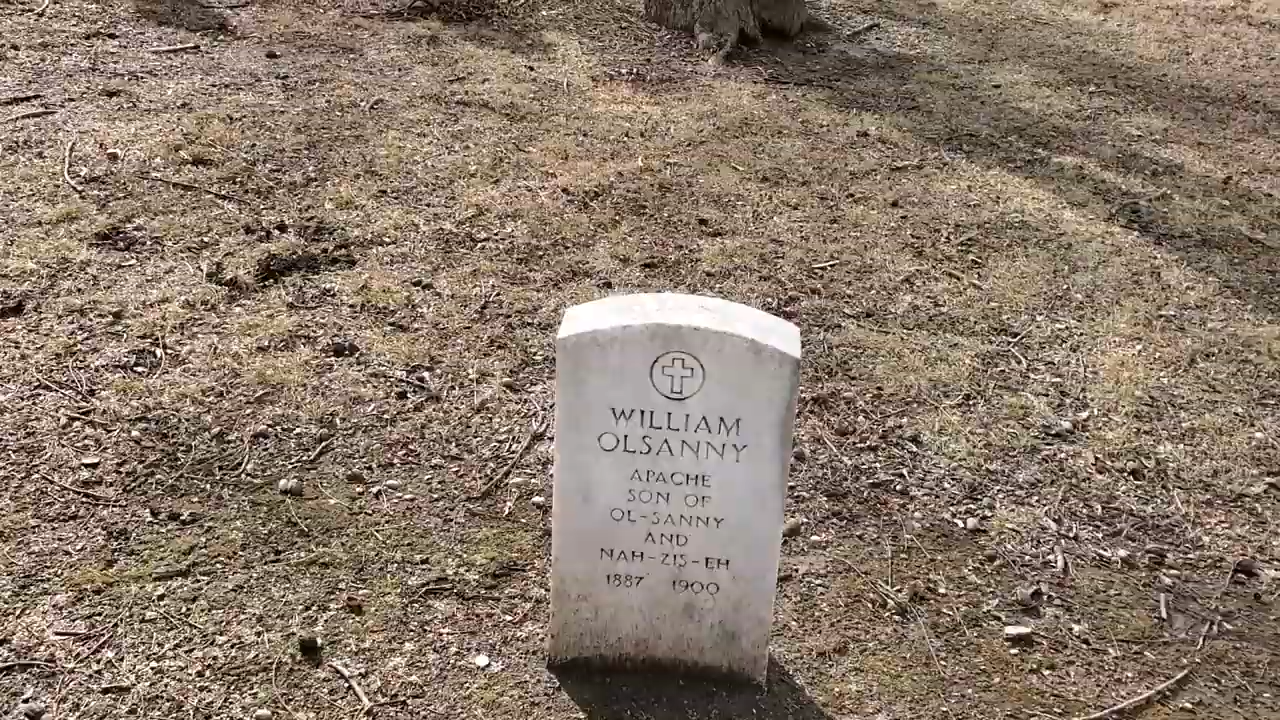 WILLIAM
OLSANNY
APACHE
SON OF
OL-SANNY
AND
NAH-ZIS-EH
1887 1900